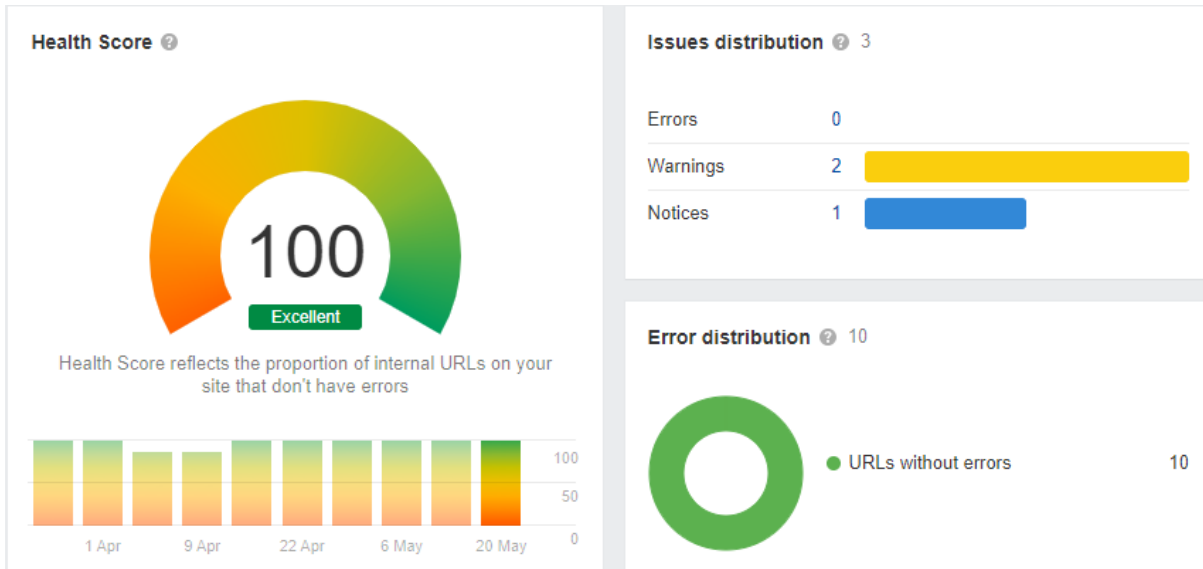 Health Score ?
100
Excellent
Health Score reflects the proportion of internal URLs on your
site that don't have errors
100
50
0
1 Apr 9 Apr 22 Apr 6 May 20 May
Issues distribution ? 3
Errors 0
Warnings 2
Notices 1
Error distribution ? 10
URLs without errors 10